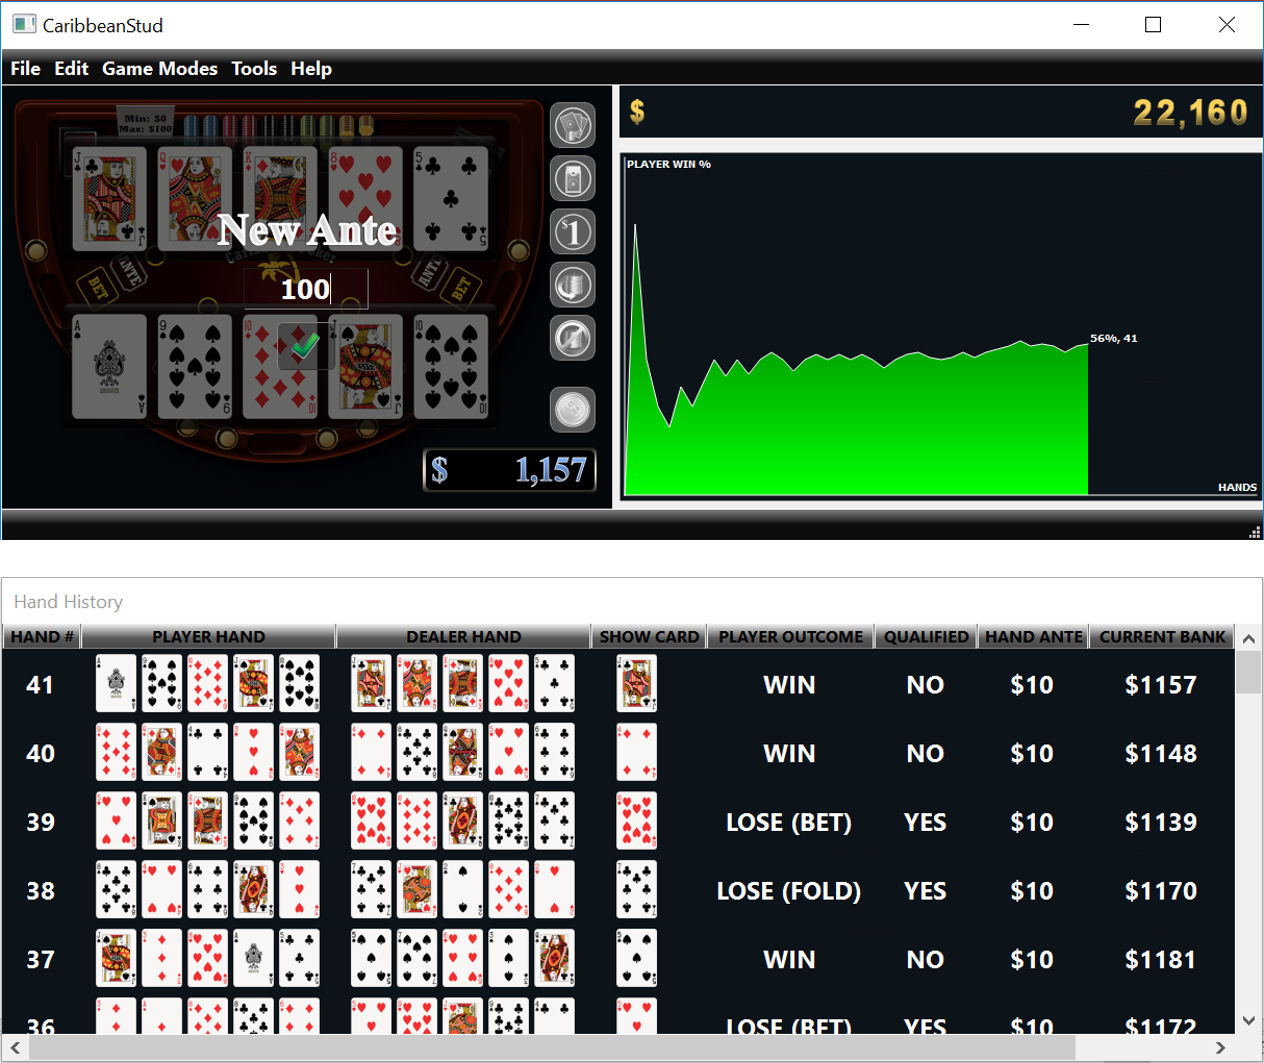 CaribbeanStud
File Edit Game Modes Tools Help
Min: $0
Max: $100
$ 22,160
PLAYER WIN %
New Ante
100
ANTE
BET
ANTE
BET
$1
56%, 41
$ 1,157
HANDS
Hand History
HAND # PLAYER HAND DEALER HAND SHOW CARD PLAYER OUTCOME QUALIFIED HAND ANTE CURRENT BANK
41 WIN NO $10 $1157
40 WIN NO $10 $1148
39 LOSE (BET) YES $10 $1139
38 LOSE (FOLD) YES $10 $1170
37 WIN NO $10 $1181
36 LOSE (BET) YES $10 $1172